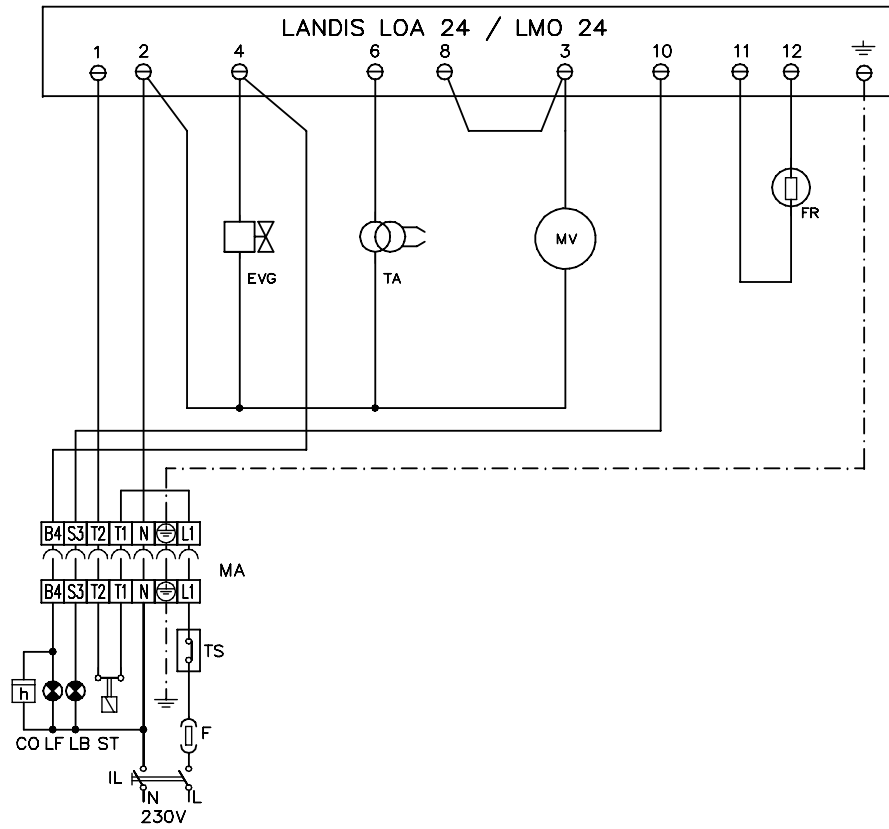 LANDIS LOA 24 / LMO 24
1 2 4 6 8 3 10 11 12
FR
MV
EVG TA
B4 S3 T2 T1 N L1
MA
B4 S3 T2 T1 N L1
TS
h
F
CO LF LB ST
IL
N L
230V